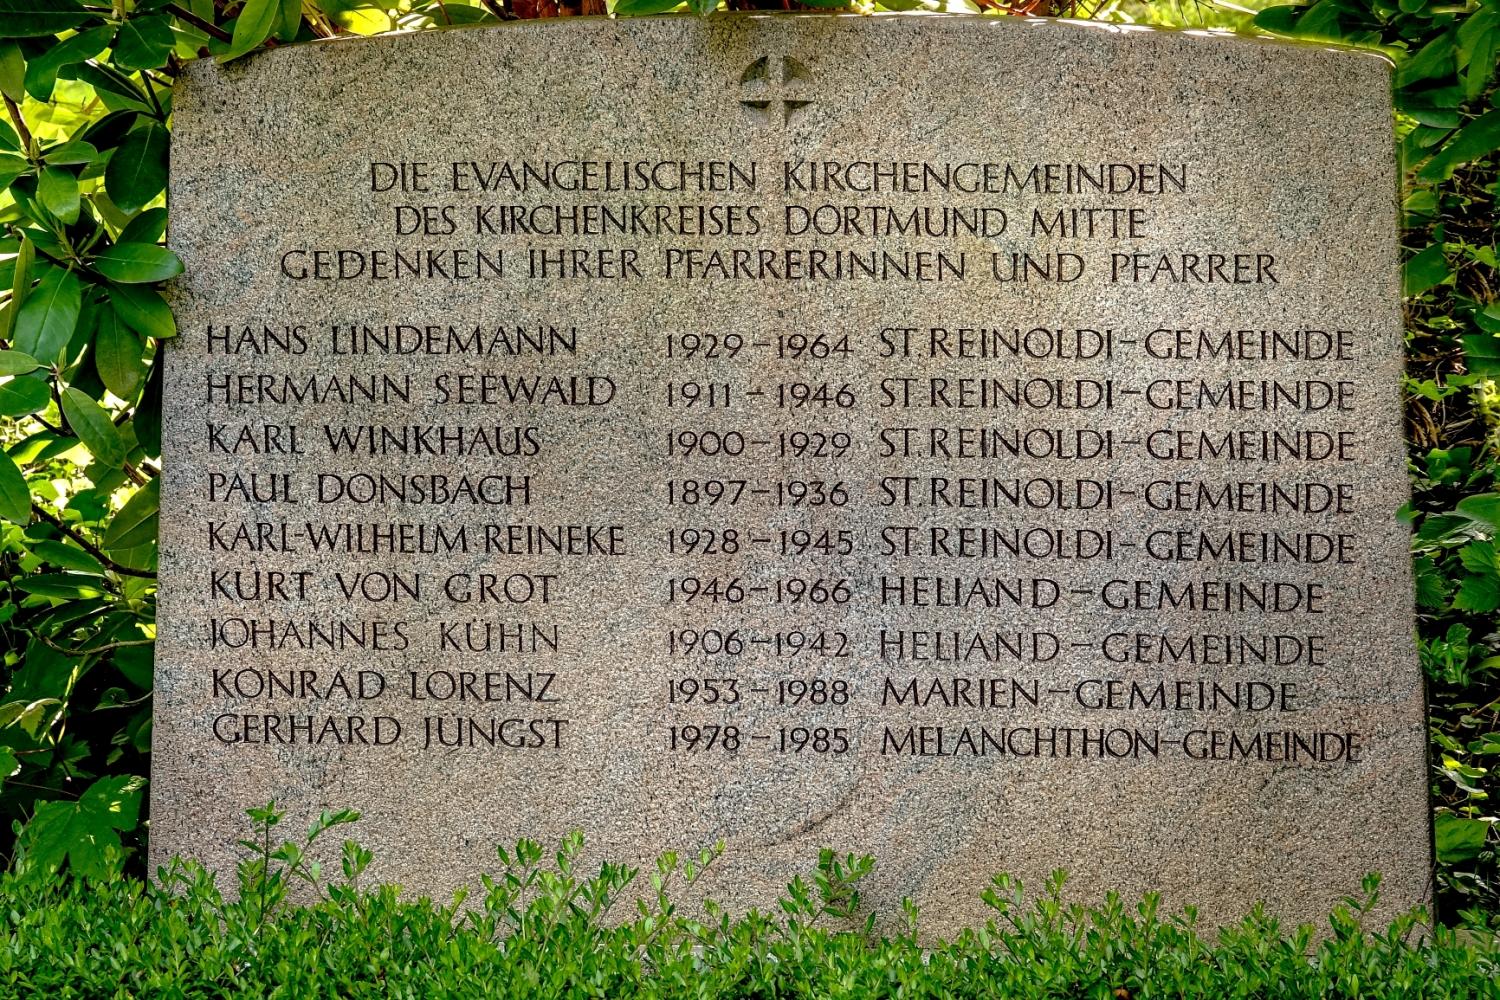 DIE EVANGELISCHEN KIRCHENGEMEINDEN
DES KIRCHENKREISES DORTMUND MITTE
GEDENKEN IHRER PFARRERINNEN UND PFARRER
HANS LINDEMANN 1929-1964 ST. REINOLDI-GEMEINDE
HERMANN SEEWALD 1911-1946 ST. REINOLDI-GEMEINDE
KARL WINKHAUS 1900-1929 ST. REINOLDI-GEMEINDE
PAUL DONSBACH 1897-1936 ST. REINOLDI-GEMEINDE
KARL-WILHELM REINEKE 1928-1945 ST. REINOLDI-GEMEINDE
KURT VON GROT 1946-1966 HELIAND-GEMEINDE
JOHANNES KÜHN 1906-1942 HELIAND-GEMEINDE
KONRAD LORENZ 1953-1988 MARIEN-GEMEINDE
GERHARD JÜNGST 1978-1985 MELANCHTHON-GEMEINDE